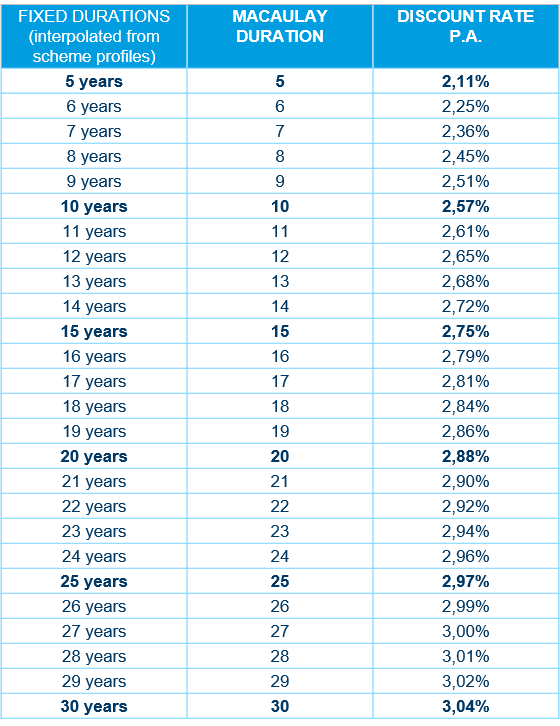 FIXED DURATIONS MACAULAY DISCOUNT RATE
(interpolated from DURATION P.A.
scheme profiles)
5 years 5 2,11%
6 years 6 2,25%
7 years 7 2,36%
8 years 8 2,45%
9 years 9 2,51%
10 years 10 2,57%
11 years 11 2,61%
12 years 12 2,65%
13 years 13 2,68%
14 years 14 2,72%
15 years 15 2,75%
16 years 16 2,79%
17 years 17 2,81%
18 years 18 2,84%
19 years 19 2,86%
20 years 20 2,88%
21 years 21 2,90%
22 years 22 2,92%
23 years 23 2,94%
24 years 24 2,96%
25 years 25 2,97%
26 years 26 2,99%
27 years 27 3,00%
28 years 28 3,01%
29 years 29 3,02%
30 years 30 3,04%